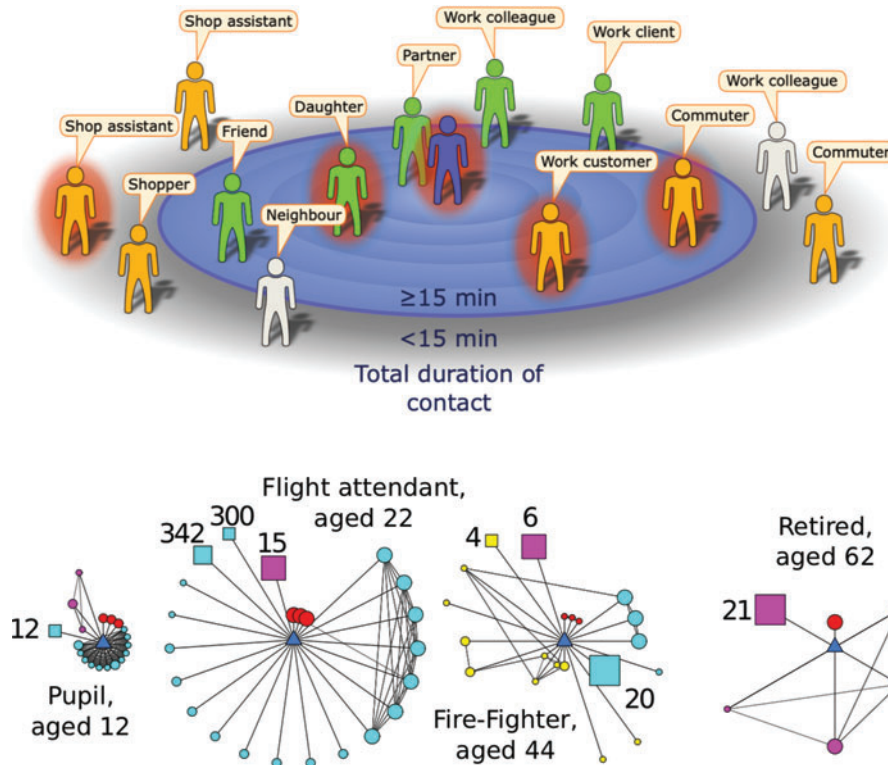 Shop assistant
Work colleague
Partner
Work client
Work colleague
Daughter
Commuter
Shop assistant
Friend
Commuter
Work customer
Shopper
Neighbour
≥15 min
<15 min
Total duration of
contact
Flight attendant,
aged 22
300
342
15
6
4
Retired,
aged 62
12
21
20
Pupil,
aged 12
Fire-Fighter,
aged 44